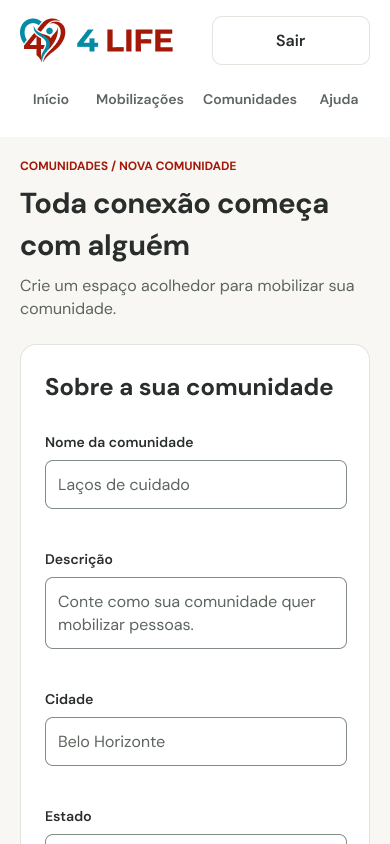 4 4 LIFE
Sair
Início Mobilizações Comunidades Ajuda
COMUNIDADES / NOVA COMUNIDADE
Toda conexão começa
com alguém
Crie um espaço acolhedor para mobilizar sua
comunidade.
Sobre a sua comunidade
Nome da comunidade
Laços de cuidado
Descrição
Conte como sua comunidade quer
mobilizar pessoas.
Cidade
Belo Horizonte
Estado